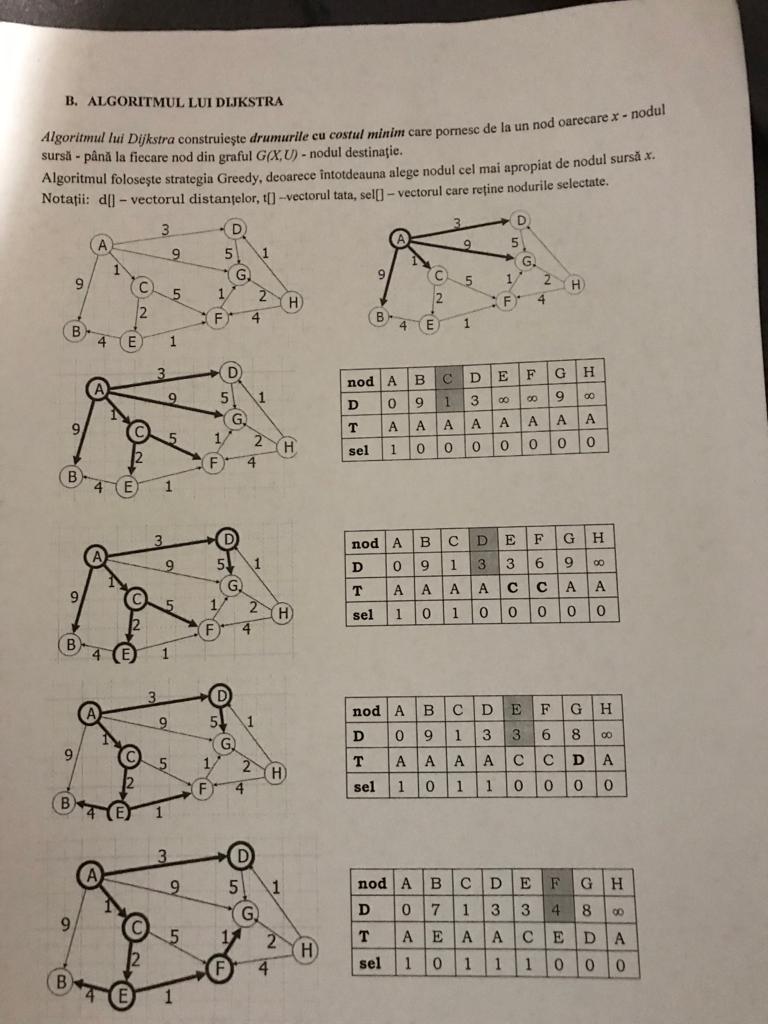 B. ALGORITMUL LUI DIJKSTRA
Algoritmul lui Dijkstra construiește drumurile cu costul minim care pornesc de la un nod oarecare x - nodul
sursă - până la fiecare nod din graful G(X,U) - nodul destinație.
Algoritmul folosește strategia Greedy, deoarece întotdeauna alege nodul cel mai apropiat de nodul sursă x.
Notații: d[] – vectorul distanțelor, t[] –vectorul tata, sel[] – vectorul care reține nodurile selectate.
3 D
A 9 5 1
1 G
9 C 5 1 2 H
2 F 4
B 4 E 1
3 D
A 9 5
1 G
9 C 5 1 2 H
2 F 4
B 4 E 1
3 D
A 9 5 1
1 G
9 C 5 1 2 H
2 F 4
B 4 E 1
nod A B C D E F G H
D 0 9 1 3 ∞ ∞ 9 ∞
T A A A A A A A A
sel 1 0 0 0 0 0 0 0
3 D
A 9 5 1
1 G
9 C 5 1 2 H
2 F 4
B 4 E 1
nod A B C D E F G H
D 0 9 1 3 3 6 9 ∞
T A A A A C C A A
sel 1 0 1 0 0 0 0 0
3 D
A 9 5 1
1 G
9 C 5 1 2 H
2 F 4
B 4 E 1
nod A B C D E F G H
D 0 9 1 3 3 6 8 ∞
T A A A A C C D A
sel 1 0 1 1 0 0 0 0
3 D
A 9 5 1
1 G
9 C 5 1 2 H
2 F 4
B 4 E 1
nod A B C D E F G H
D 0 7 1 3 3 4 8 ∞
T A E A A C E D A
sel 1 0 1 1 1 0 0 0